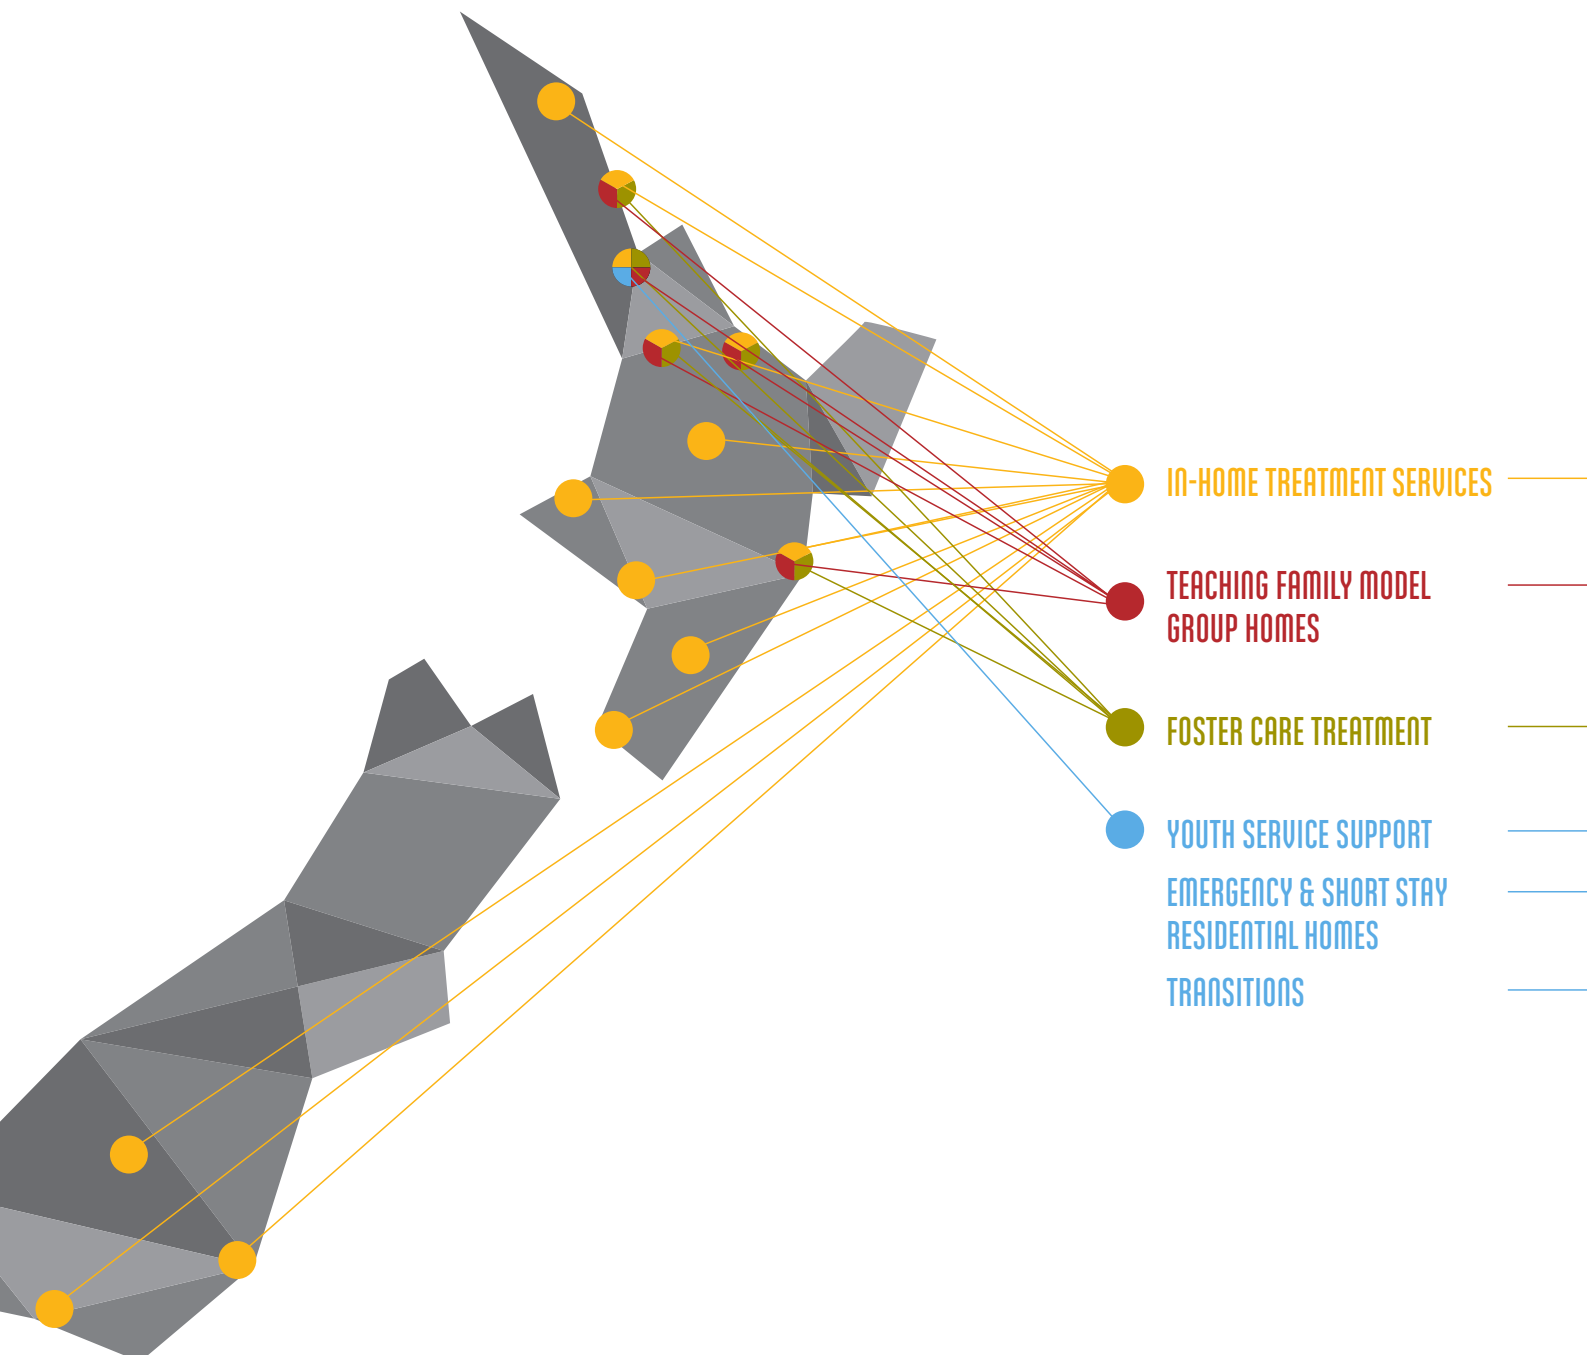 IN-HOME TREATMENT SERVICES
TEACHING FAMILY MODEL
GROUP HOMES
FOSTER CARE TREATMENT
YOUTH SERVICE SUPPORT
EMERGENCY & SHORT STAY
RESIDENTIAL HOMES
TRANSITIONS